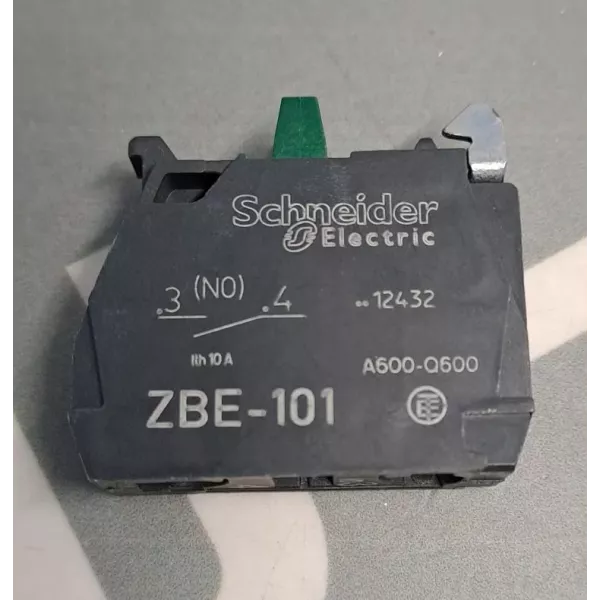 Schneider
Electric
.3 (NO) .4
12432
Ith 10 A
A600-Q600
ZBE-101